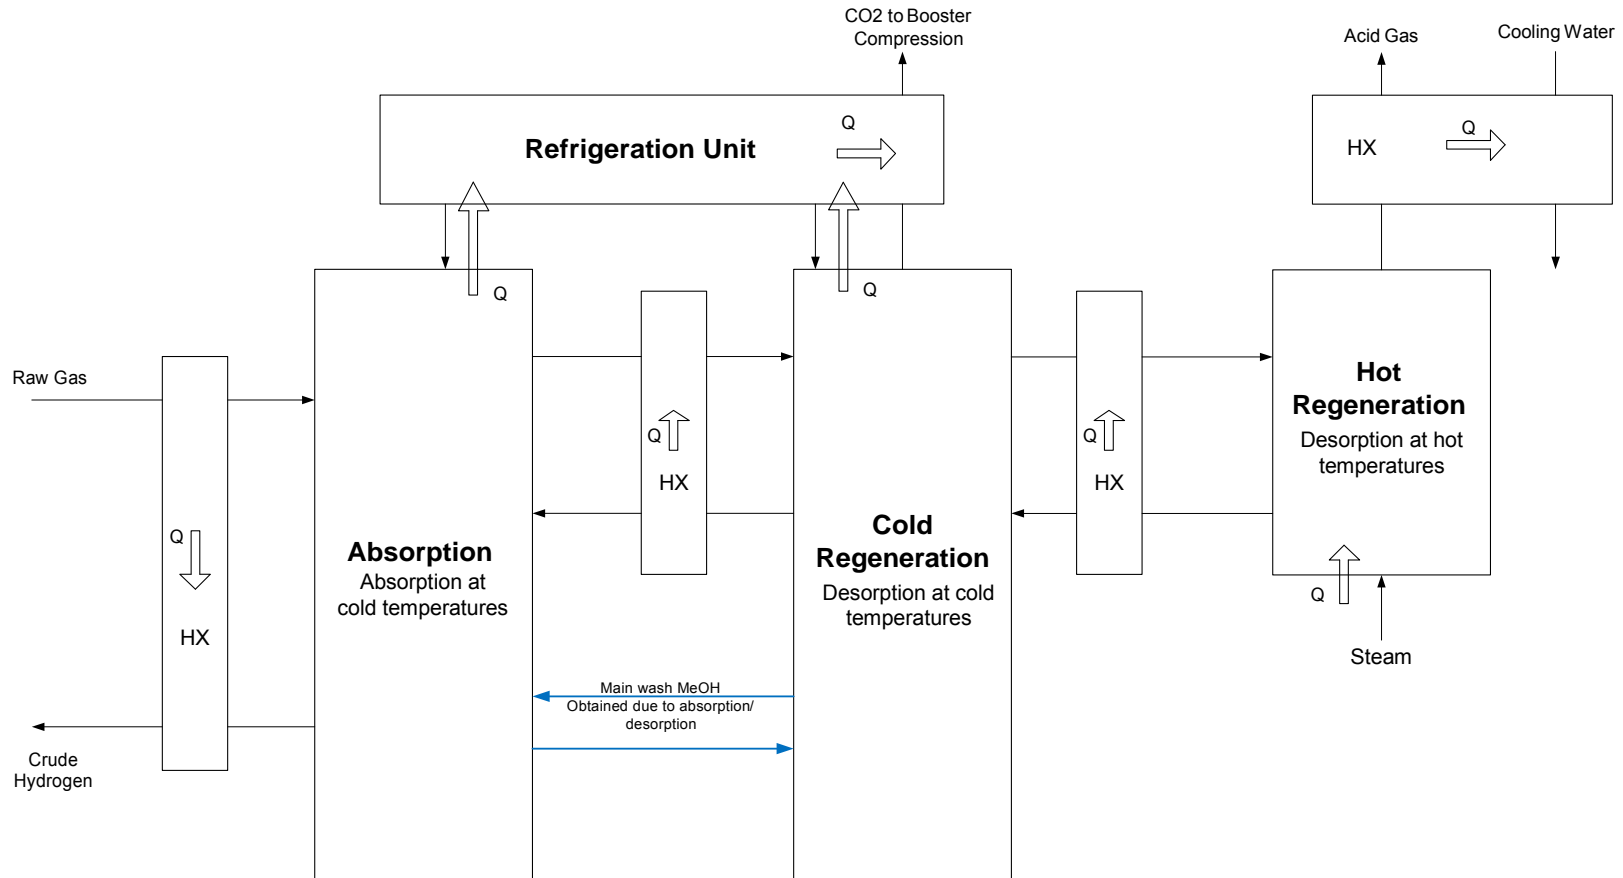 CO2 to Booster
Compression
Acid Gas
Cooling Water
Refrigeration Unit
Q
HX
Q
Q
Q
Raw Gas
Q
HX
Absorption
Absorption at
cold temperatures
Q
HX
Cold
Regeneration
Desorption at cold
temperatures
Q
HX
Hot
Regeneration
Desorption at hot
temperatures
Q
Steam
Main wash MeOH
Obtained due to absorption/
desorption
Crude
Hydrogen